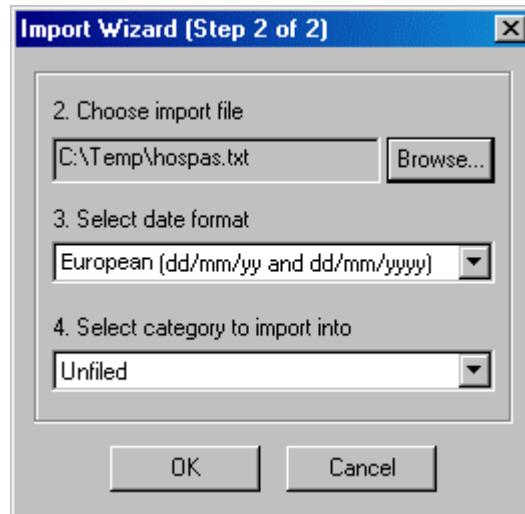 Import Wizard (Step 2 of 2)
2. Choose import file
C:\Temp\hospas.txt Browse...
3. Select date format
European (dd/mm/yy and dd/mm/yyyy)
4. Select category to import into
Unfiled
OK Cancel